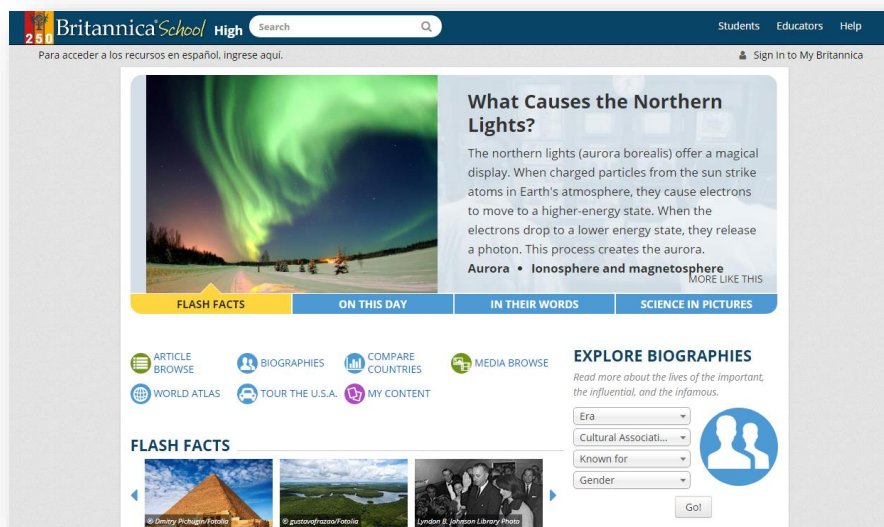 250 Britannica School High Search Students Educators Help
Para acceder a los recursos en español, ingrese aquí. Sign In to My Britannica
What Causes the Northern
Lights?
The northern lights (aurora borealis) offer a magical
display. When charged particles from the sun strike
atoms in Earth's atmosphere, they cause electrons
to move to a higher-energy state. When the
electrons drop to a lower energy state, they release
a photon. This process creates the aurora.
Aurora • Ionosphere and magnetosphere
MORE LIKE THIS
FLASH FACTS ON THIS DAY IN THEIR WORDS SCIENCE IN PICTURES
ARTICLE
BROWSE
BIOGRAPHIES
COMPARE
COUNTRIES
MEDIA BROWSE
WORLD ATLAS
TOUR THE U.S.A.
MY CONTENT
EXPLORE BIOGRAPHIES
Read more about the lives of the important,
the influential, and the infamous.
Era
Cultural Associati...
Known for
Gender
Go!
FLASH FACTS
© Dmitry Pichugin/Fotolia
© gustavofrazao/Fotolia
Lyndon B. Johnson Library Photo